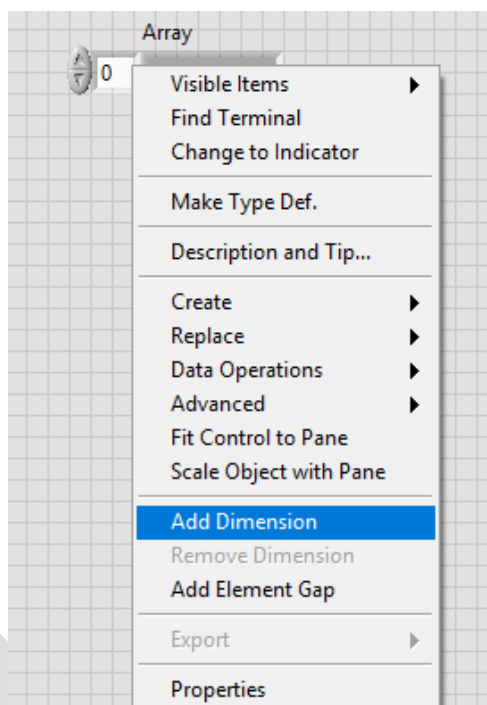 Array
0
Visible Items
Find Terminal
Change to Indicator
Make Type Def.
Description and Tip...
Create
Replace
Data Operations
Advanced
Fit Control to Pane
Scale Object with Pane
Add Dimension
Remove Dimension
Add Element Gap
Export
Properties